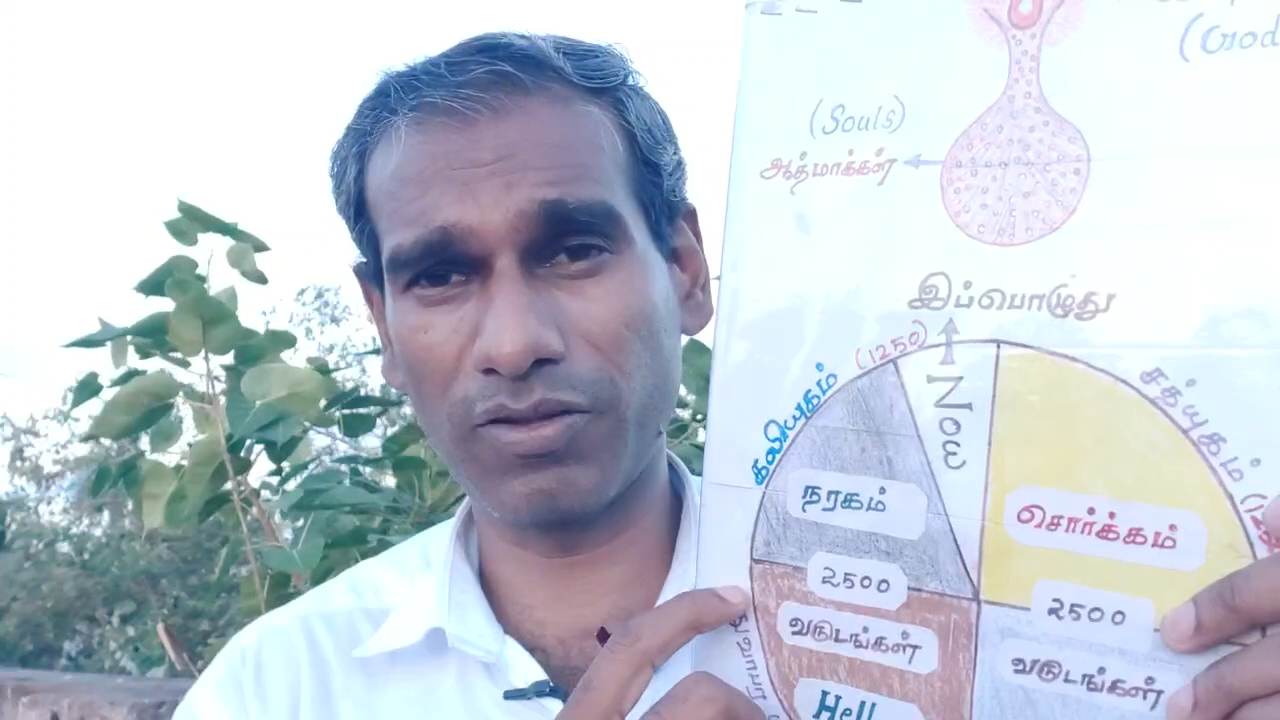 (God
(Souls)
ஆத்மாக்கள்
இப்பொழுது
(1250)
Now
கலியுகம்
சத்யுகம்
நரகம்
சொர்க்கம்
2500
வருடங்கள்
2500
வருடங்கள்
Hell